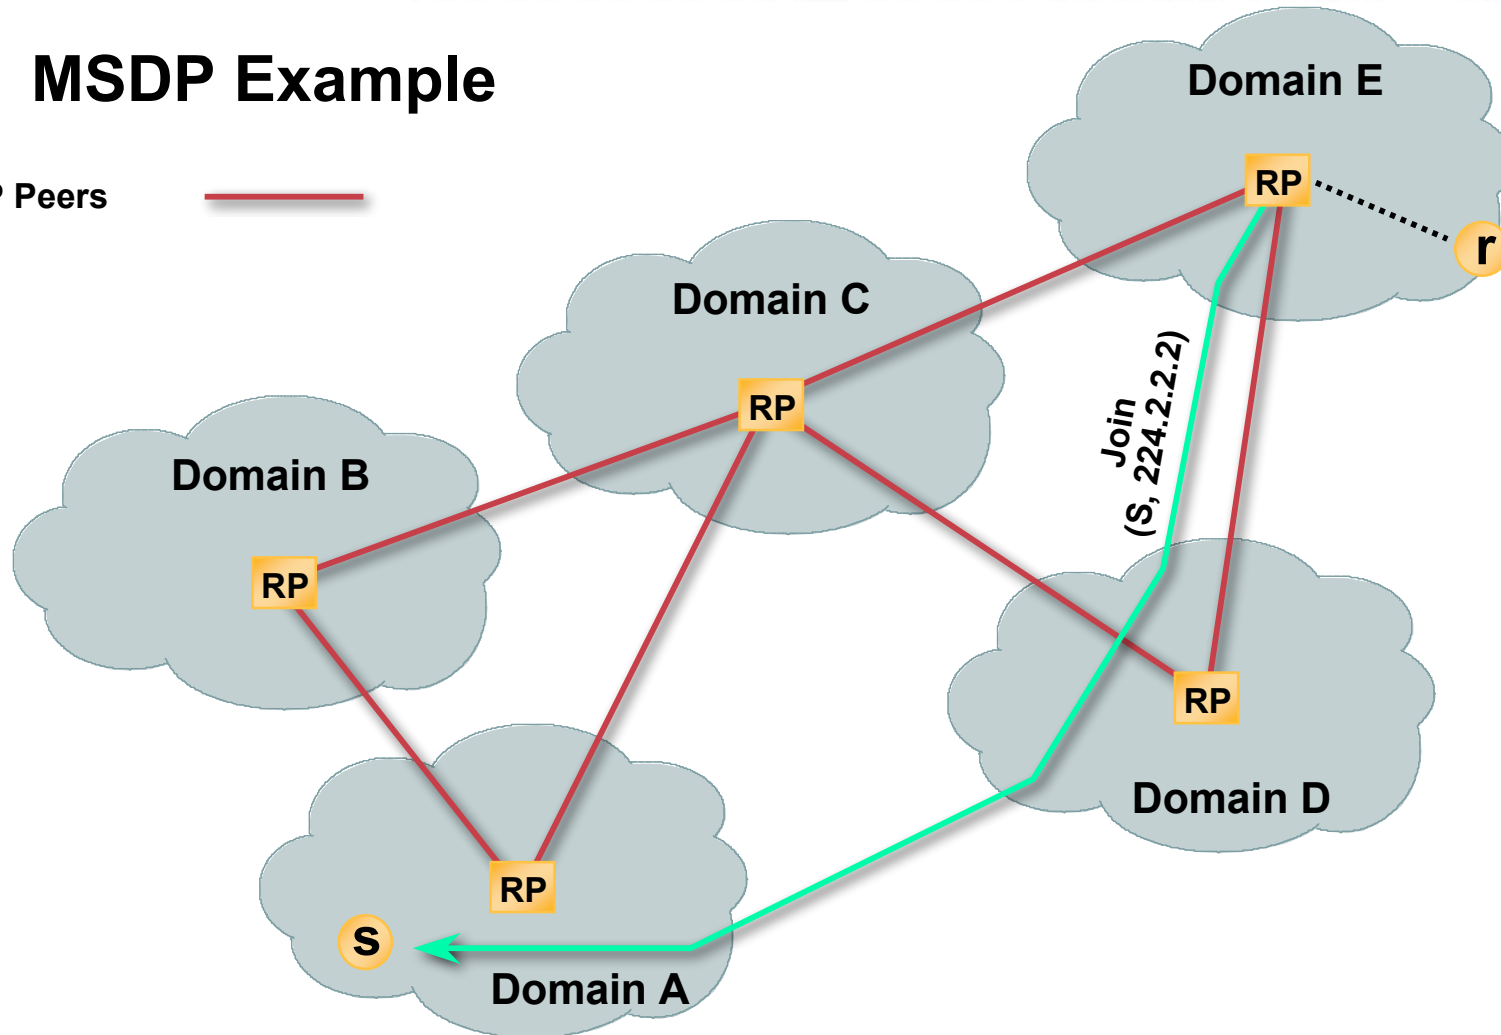 MSDP Example
Peers
Domain E
RP
r
Domain C
RP
Join
(S, 224.2.2.2)
Domain B
RP
RP
Domain D
RP
s
Domain A